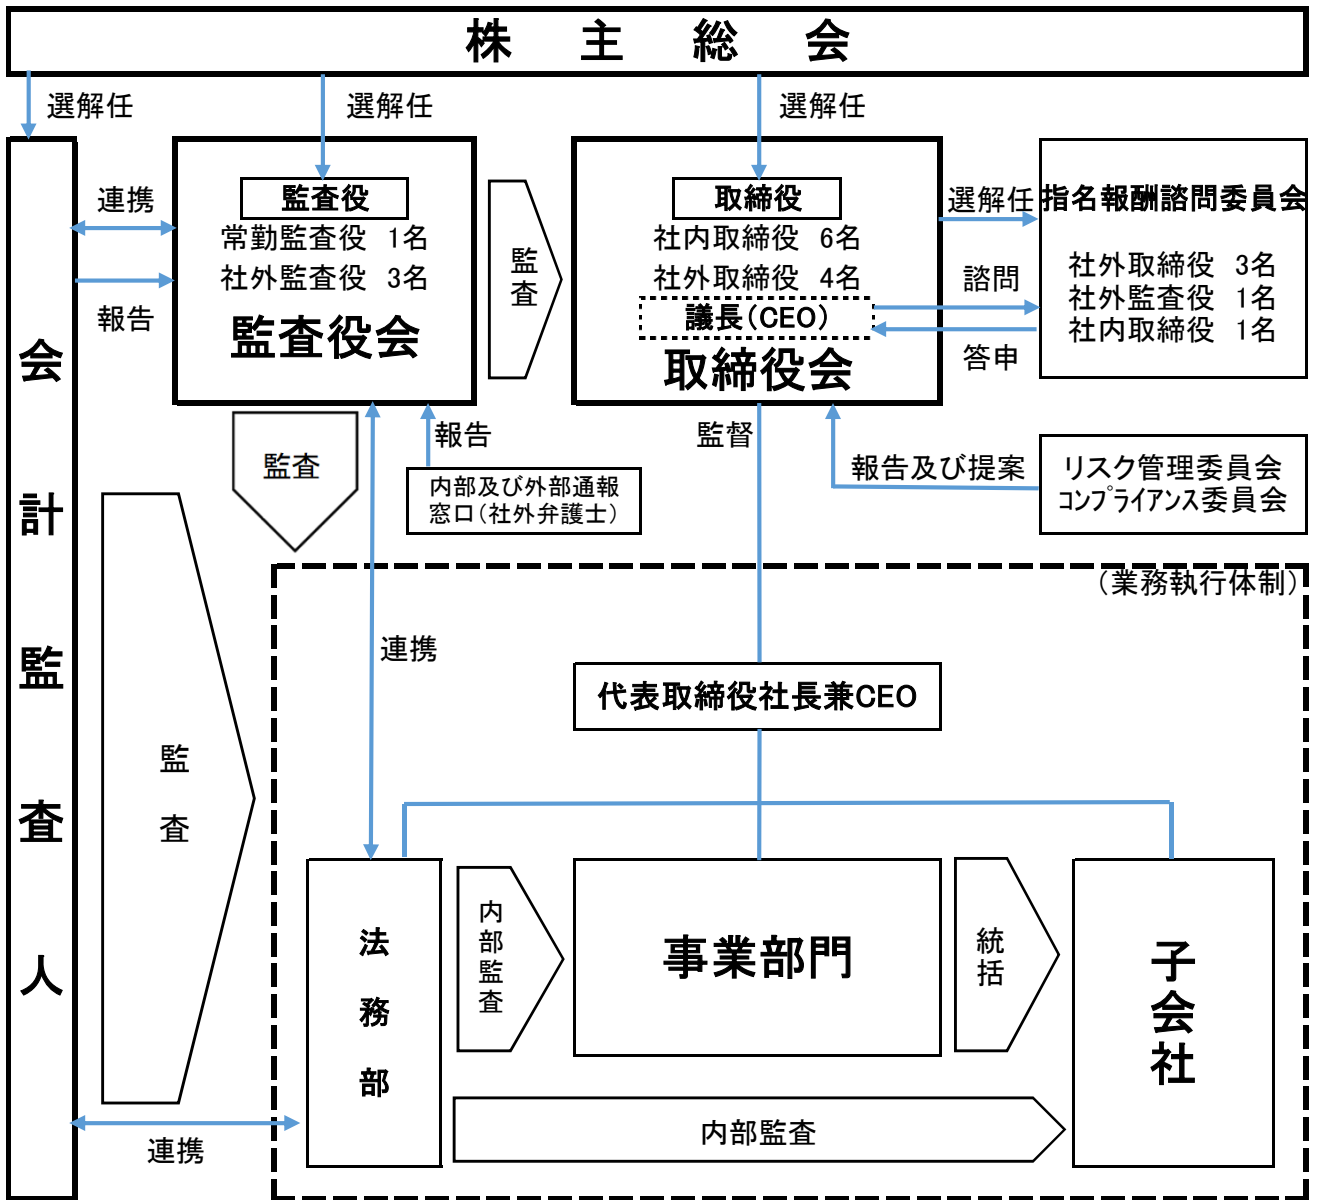 株主総会
選解任
選解任
選解任
監査役
常勤監査役 1名
社外監査役 3名
監査役会
取締役
社内取締役 6名
社外取締役 4名
議長(CEO)
取締役会
指名報酬諮問委員会
社外取締役 3名
社外監査役 1名
社内取締役 1名
連携
報告
監査
選解任
諮問
答申
会計監査人
監査
報告
内部及び外部通報
窓口(社外弁護士)
監督
報告及び提案
リスク管理委員会
コンプライアンス委員会
(業務執行体制)
連携
代表取締役社長兼CEO
監査
法務部
内部監査
事業部門
統括
子会社
内部監査
連携